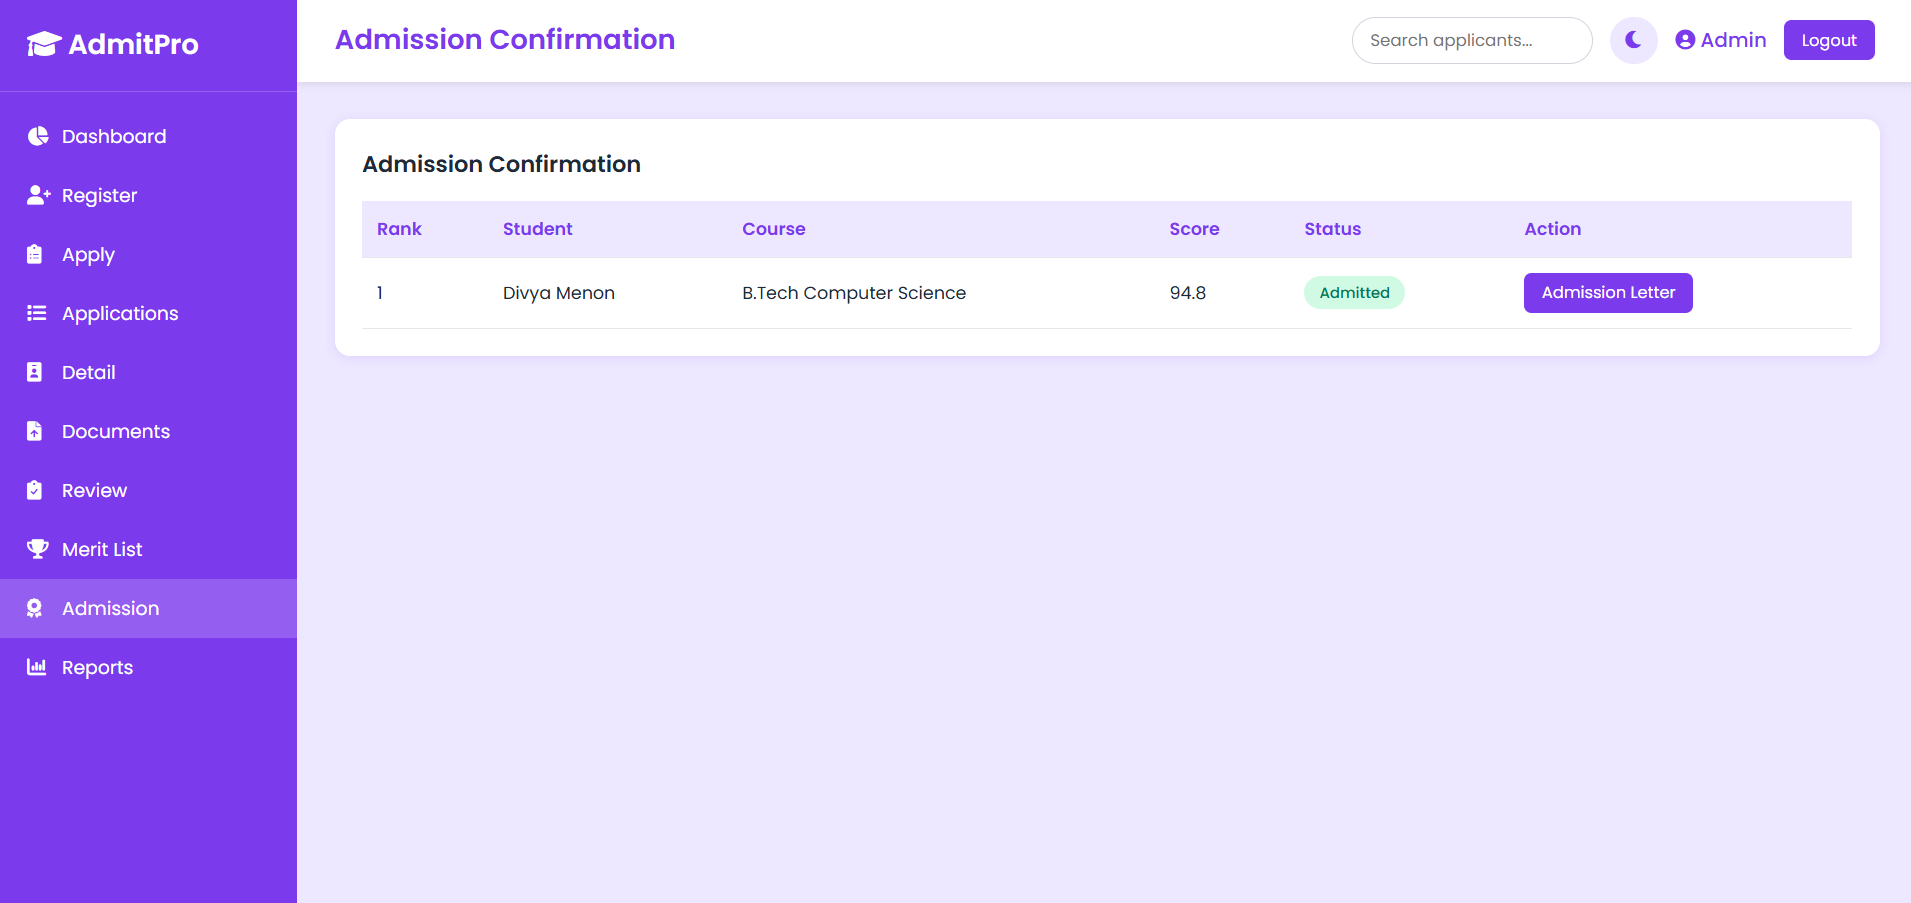 AdmitPro
Dashboard
Register
Apply
Applications
Detail
Documents
Review
Merit List
Admission
Reports
Admission Confirmation
Search applicants...
Admin
Logout
Admission Confirmation
Rank Student Course Score Status Action
1 Divya Menon B.Tech Computer Science 94.8 Admitted Admission Letter